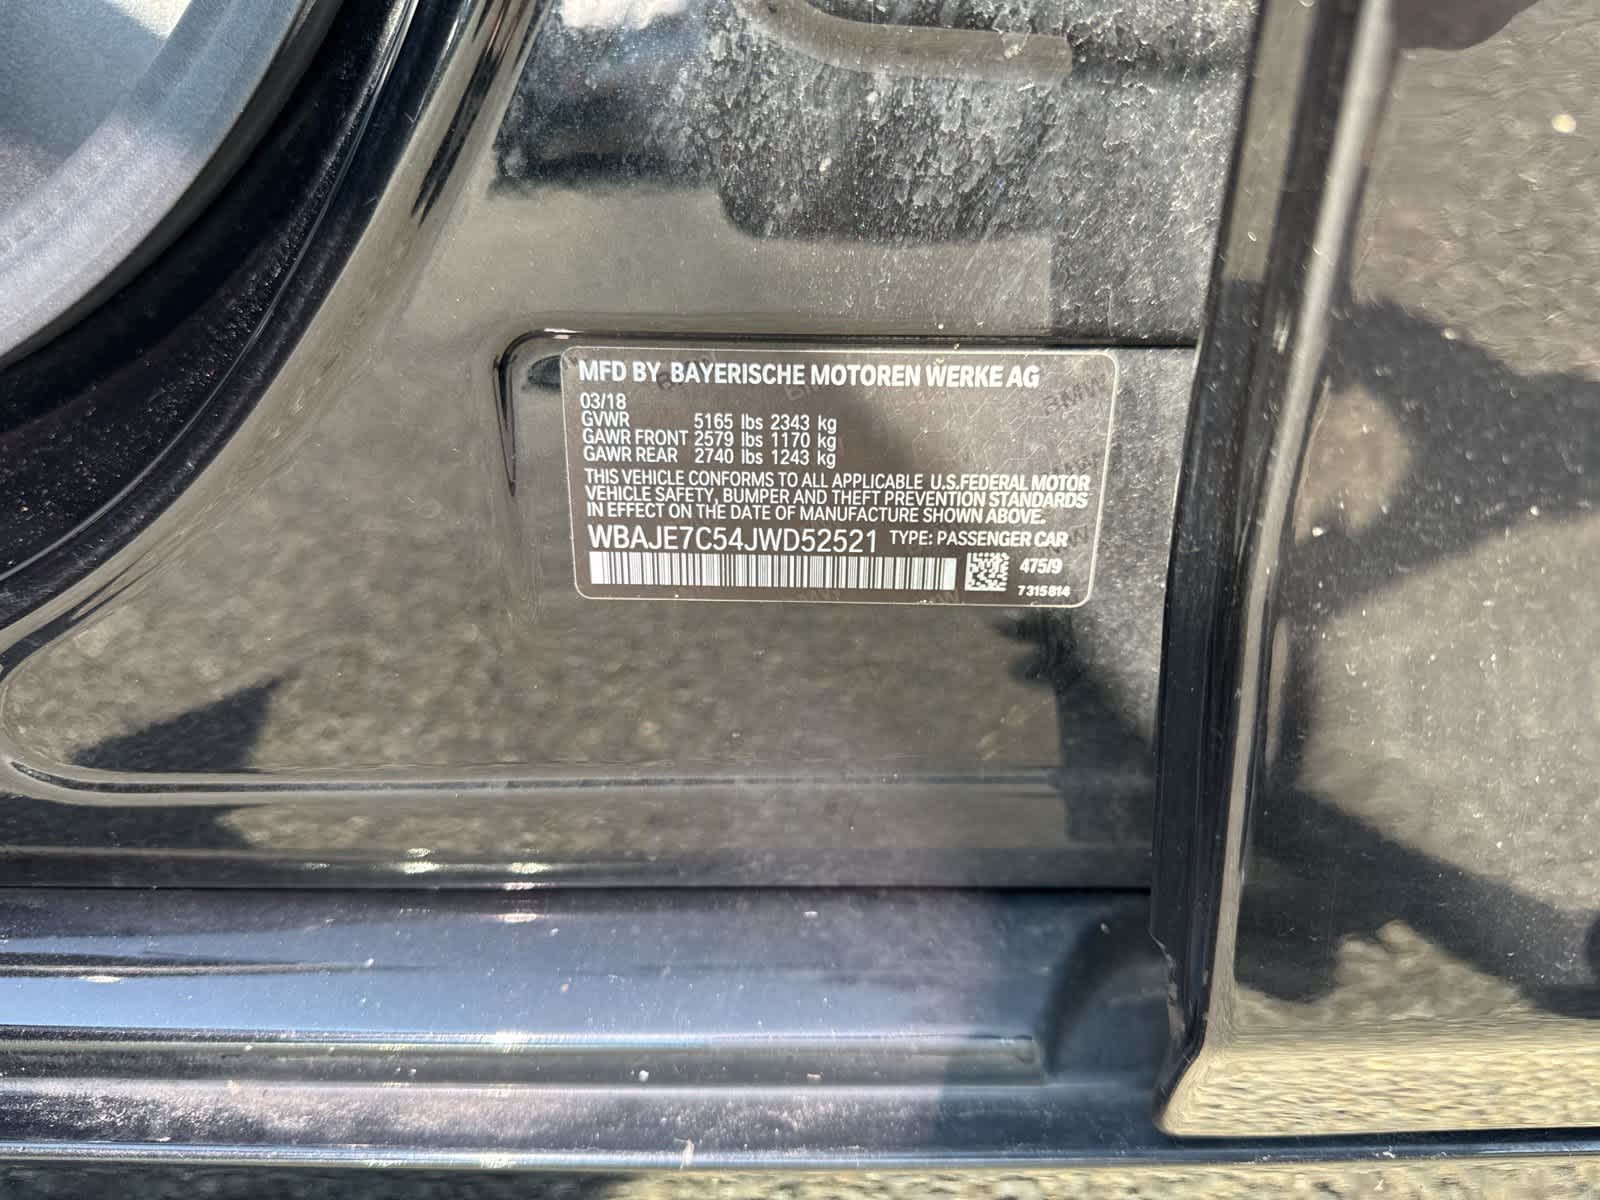 MFD BY BAYERISCHE MOTOREN WERKE AG
03/18
GVWR 5165 lbs 2343 kg
GAWR FRONT 2579 lbs 1170 kg
GAWR REAR 2740 lbs 1243 kg
THIS VEHICLE CONFORMS TO ALL APPLICABLE U.S.FEDERAL MOTOR
VEHICLE SAFETY, BUMPER AND THEFT PREVENTION STANDARDS
IN EFFECT ON THE DATE OF MANUFACTURE SHOWN ABOVE.
WBAJE7C54JWD52521 TYPE: PASSENGER CAR
475/9
7315814